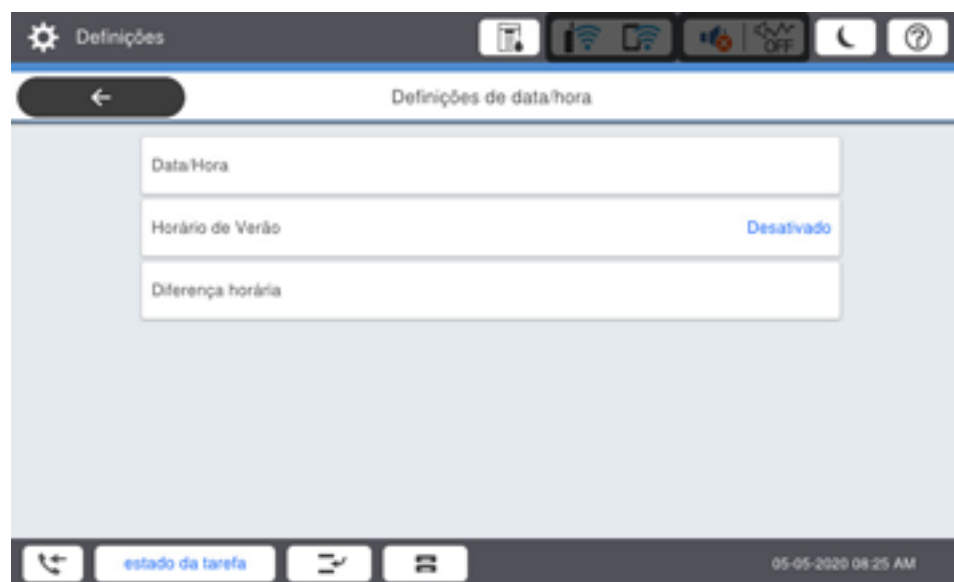 Definições
OFF
Definições de data/hora
Data/Hora
Horário de Verão
Desativado
Diferença horária
estado da tarefa
05-05-2020 08:25 AM